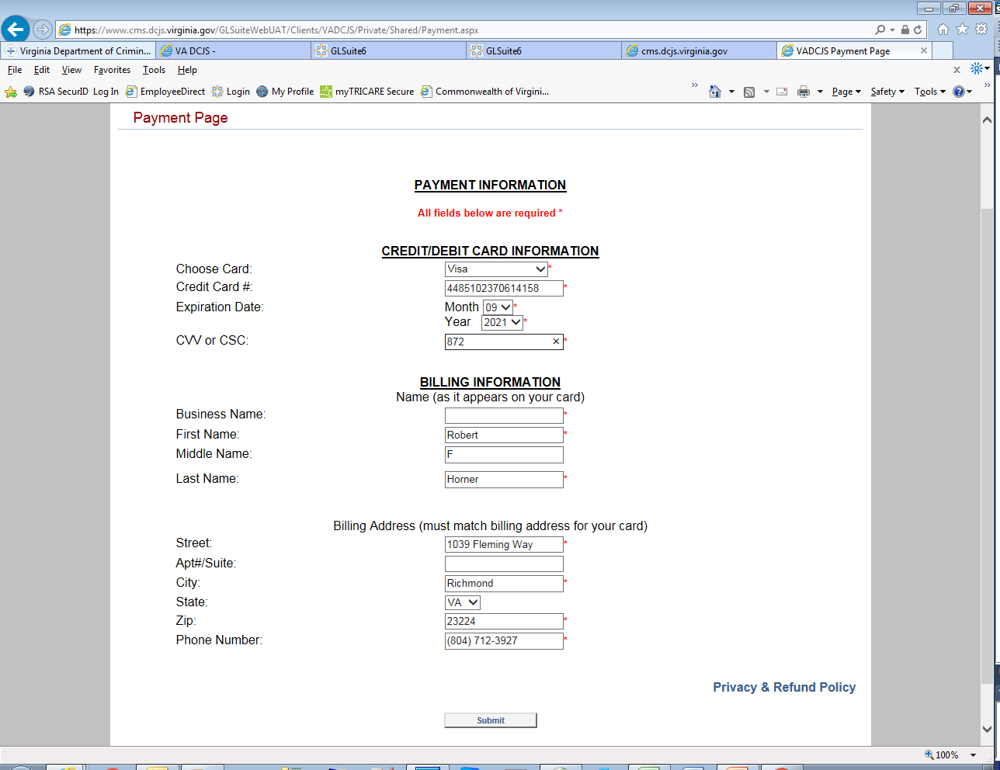 https://www.cms.dcjs.virginia.gov/GLSuiteWebUAT/Clients/VADCJS/Private/Shared/Payment.aspx
Virginia Department of Crimin... VA DCJS - GLSuite6 GLSuite6 cms.dcjs.virginia.gov VADCJS Payment Page
File Edit View Favorites Tools Help
RSA SecurID Log In EmployeeDirect Login My Profile myTRICARE Secure Commonwealth of Virgini... Page Safety Tools
Payment Page
PAYMENT INFORMATION
All fields below are required *
CREDIT/DEBIT CARD INFORMATION
Choose Card: Visa *
Credit Card #: 4485102370614158 *
Expiration Date: Month 09 *
Year 2021 *
CVV or CSC: 872 *
BILLING INFORMATION
Name (as it appears on your card)
Business Name: *
First Name: Robert *
Middle Name: F
Last Name: Horner *
Billing Address (must match billing address for your card)
Street: 1039 Fleming Way *
Apt#/Suite:
City: Richmond *
State: VA
Zip: 23224 *
Phone Number: (804) 712-3927 *
Privacy & Refund Policy
Submit
100%